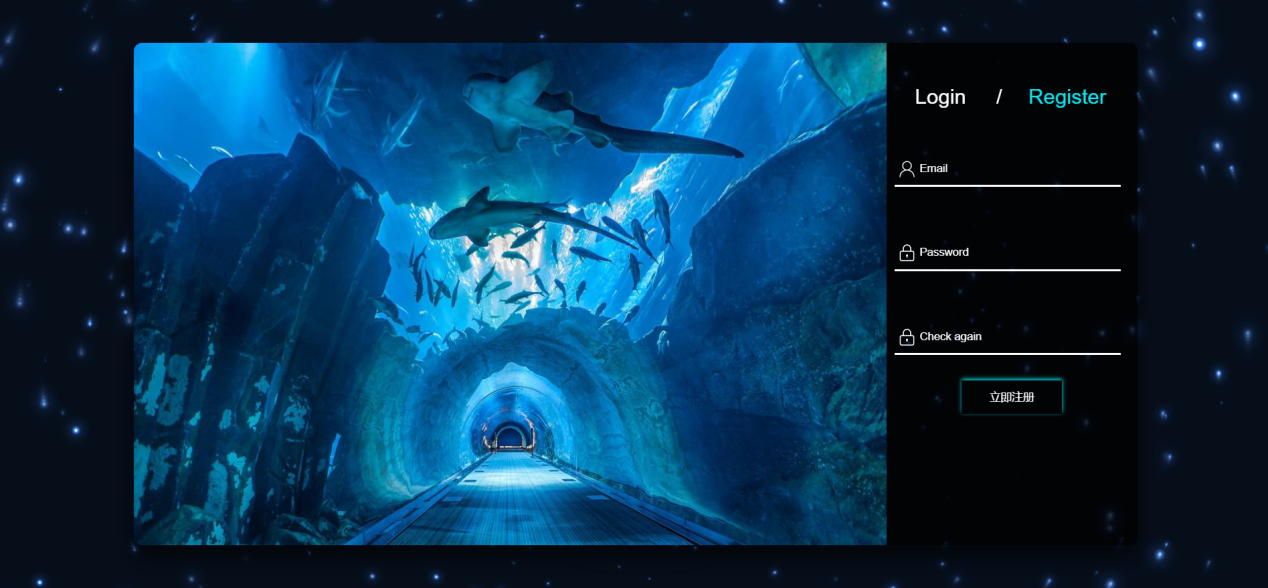 Login / Register
Email
Password
Check again
立即注册